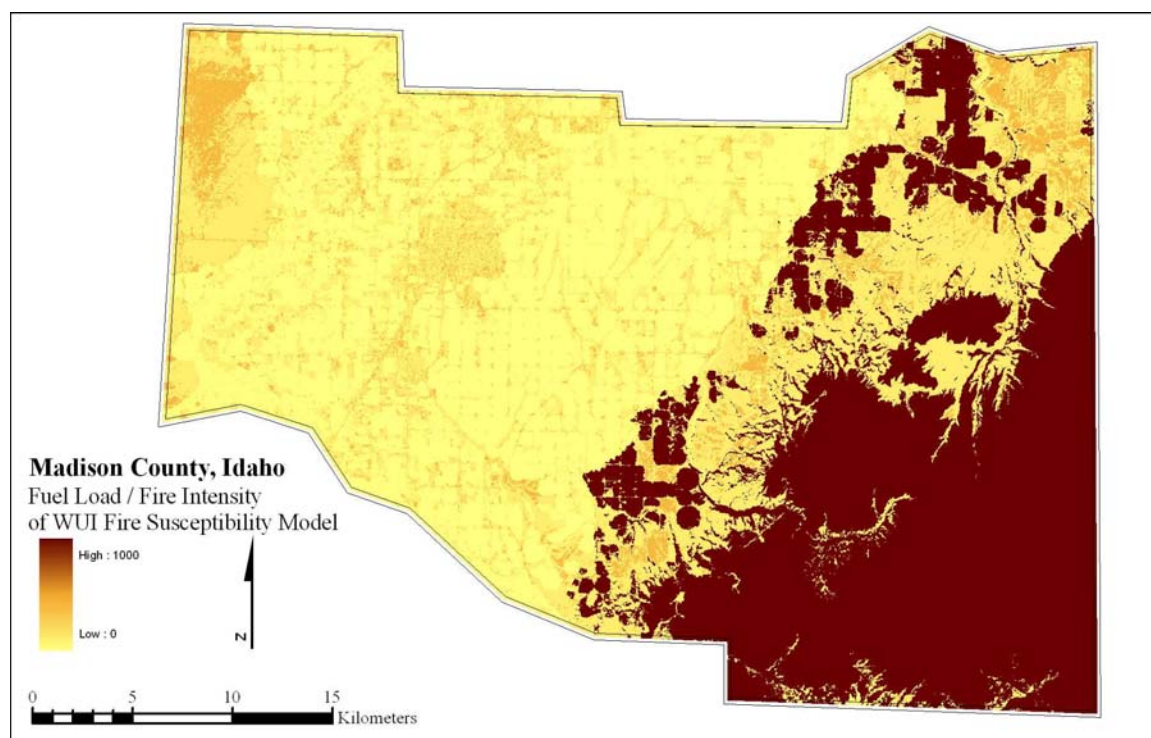 Madison County, Idaho
Fuel Load / Fire Intensity
of WUI Fire Susceptibility Model
High : 1000
Low : 0
N
0 5 10 15
Kilometers